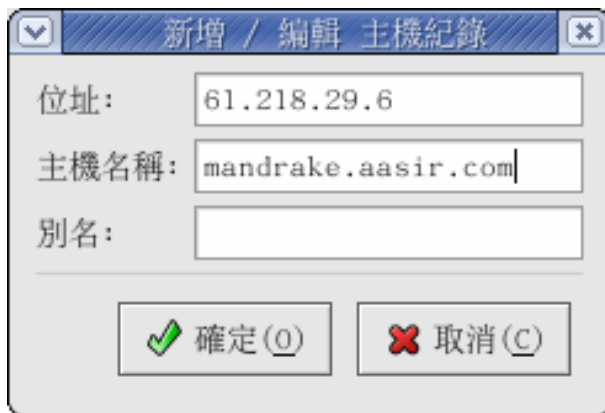 新增 / 編輯 主機紀錄
位址: 61.218.29.6
主機名稱: mandrake.aasir.com
別名:
確定(O) 取消(C)